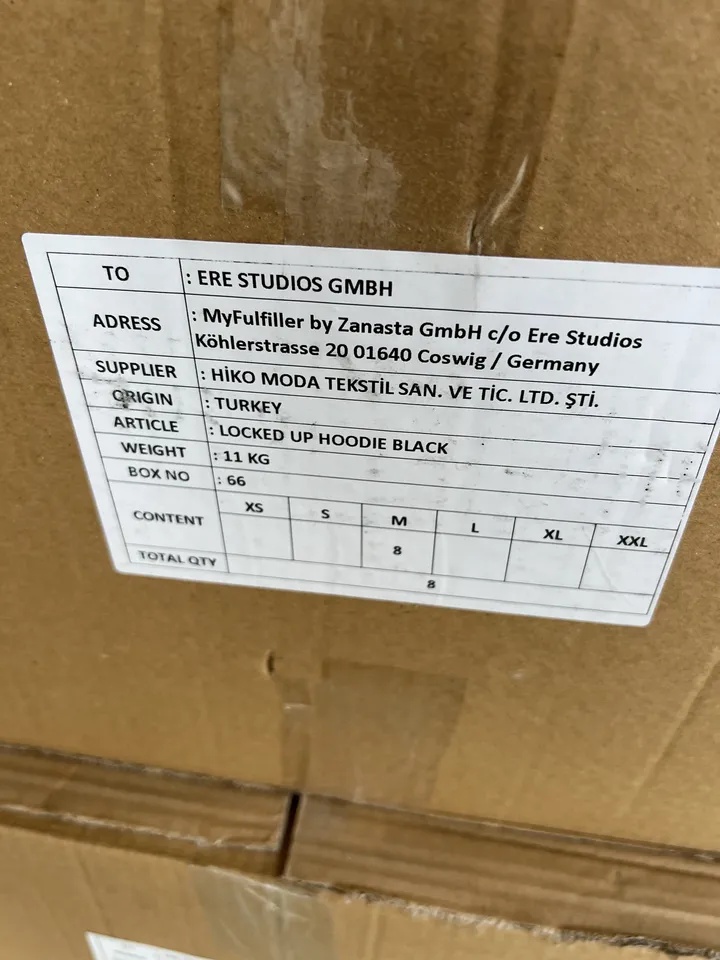 TO : ERE STUDIOS GMBH
ADRESS : MyFulfiller by Zanasta GmbH c/o Ere Studios
Köhlerstrasse 20 01640 Coswig / Germany
SUPPLIER : HİKO MODA TEKSTİL SAN. VE TİC. LTD. ŞTİ.
ORIGIN : TURKEY
ARTICLE : LOCKED UP HOODIE BLACK
WEIGHT : 11 KG
BOX NO : 66
CONTENT XS S M L XL XXL
8
TOTAL QTY 8